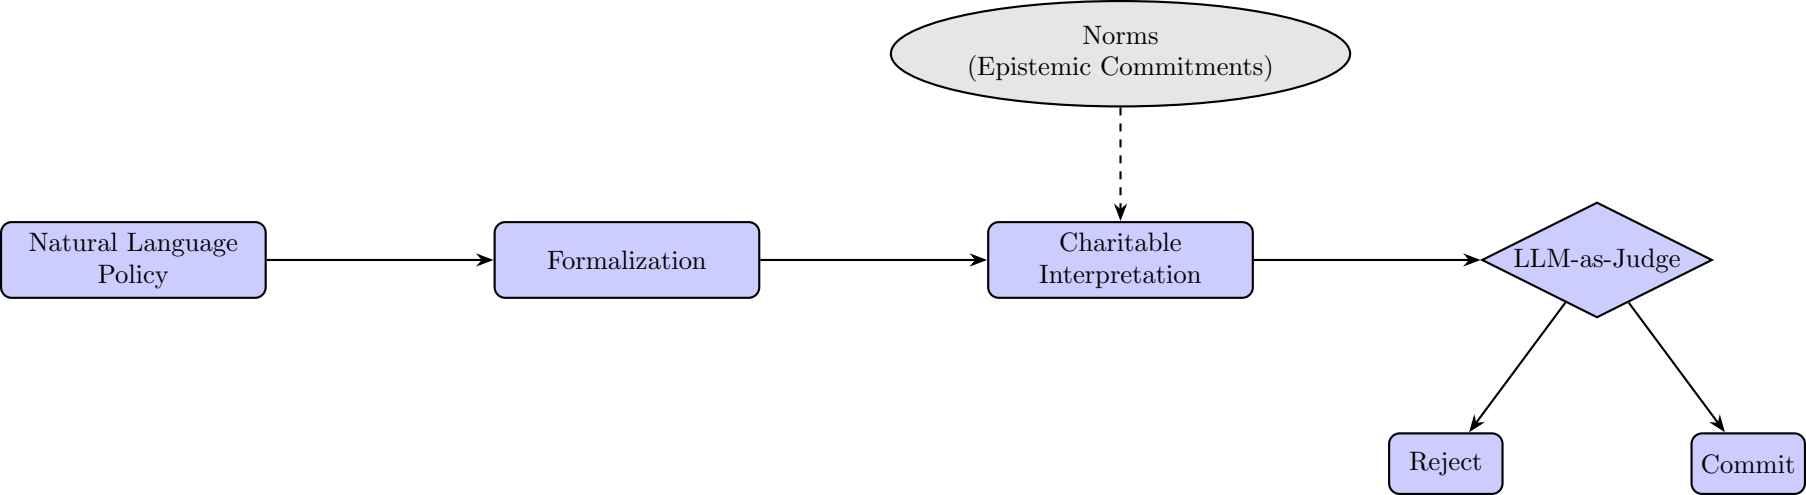 Norms
(Epistemic Commitments)
Natural Language
Policy
Formalization
Charitable
Interpretation
LLM-as-Judge
Reject
Commit